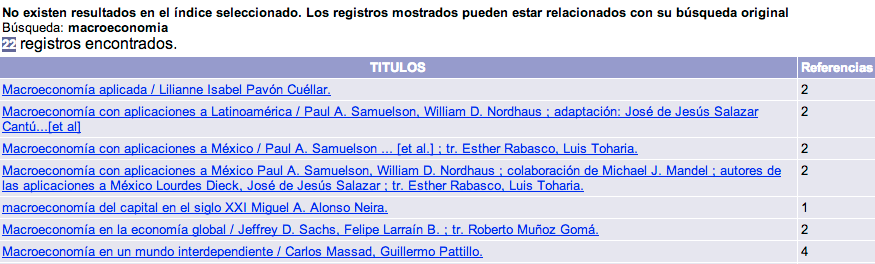 No existen resultados en el índice seleccionado. Los registros mostrados pueden estar relacionados con su búsqueda original
Búsqueda: macroeconomia
22 registros encontrados.
TITULOS Referencias
Macroeconomía aplicada / Lilianne Isabel Pavón Cuéllar. 2
Macroeconomía con aplicaciones a Latinoamérica / Paul A. Samuelson, William D. Nordhaus ; adaptación: José de Jesús Salazar 2
Cantú...[et al]
Macroeconomía con aplicaciones a México / Paul A. Samuelson ... [et al.] ; tr. Esther Rabasco, Luis Toharia. 2
Macroeconomía con aplicaciones a México Paul A. Samuelson, William D. Nordhaus ; colaboración de Michael J. Mandel ; autores de 2
las aplicaciones a México Lourdes Dieck, José de Jesús Salazar ; tr. Esther Rabasco, Luis Toharia.
macroeconomía del capital en el siglo XXI Miguel A. Alonso Neira. 1
Macroeconomía en la economía global / Jeffrey D. Sachs, Felipe Larraín B. ; tr. Roberto Muñoz Gomá. 2
Macroeconomía en un mundo interdependiente / Carlos Massad, Guillermo Pattillo. 4